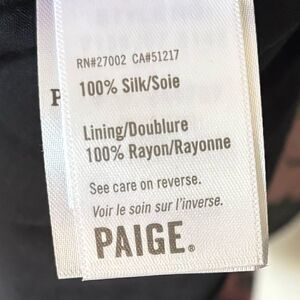 RN#27002 CA#51217
100% Silk/Soie
P
Lining/Doublure
100% Rayon/Rayonne
See care on reverse.
Voir le soin sur l'inverse.
PAIGE®